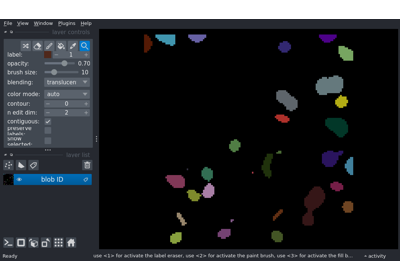 File View Window Plugins Help
layer controls
label: 1
opacity: 0.70
brush size: 10
blending: translucen
color mode: auto
contour: 0
n edit dim: 2
contiguous:
preserve labels:
show selected:
layer list
blob ID
Ready use <1> for activate the label eraser, use <2> for activate the paint brush, use <3> for activate the fill b... activity